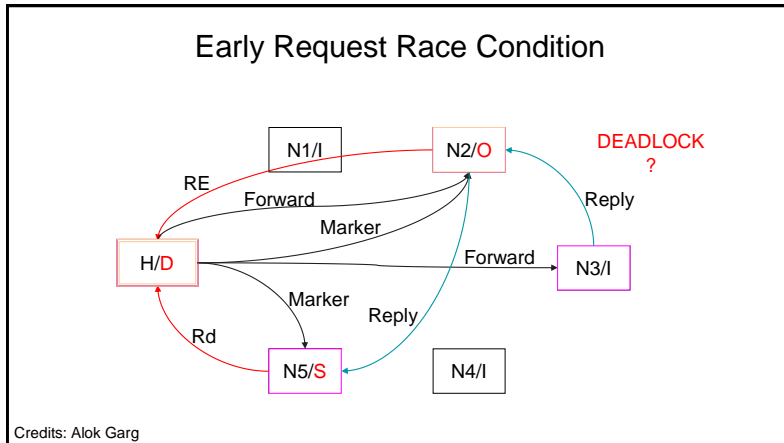 Early Request Race Condition
N1/I
N2/O
DEADLOCK
?
RE
Forward
Reply
Marker
H/D
Forward
N3/I
Marker
Reply
Rd
N5/S
N4/I
Credits: Alok Garg